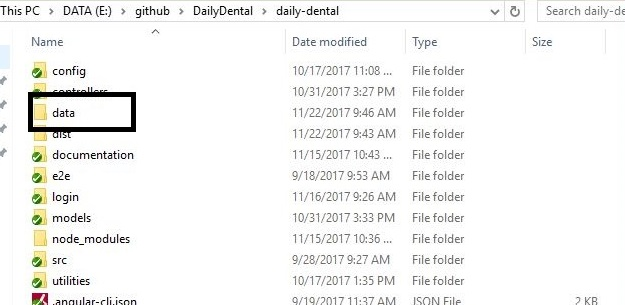 This PC > DATA (E:) > github > DailyDental > daily-dental Search daily-de
Name Date modified Type Size
config 10/17/2017 11:08 ... File folder
controllers 10/31/2017 3:27 PM File folder
data 11/22/2017 9:46 AM File folder
dist 11/22/2017 9:43 AM File folder
documentation 11/15/2017 10:43 ... File folder
e2e 9/18/2017 9:53 AM File folder
login 11/16/2017 9:26 AM File folder
models 10/31/2017 3:33 PM File folder
node_modules 11/15/2017 10:36 ... File folder
src 9/28/2017 9:27 AM File folder
utilities 10/17/2017 1:35 PM File folder
.angular-cli.json 9/19/2017 11:37 AM JSON File 2 KB